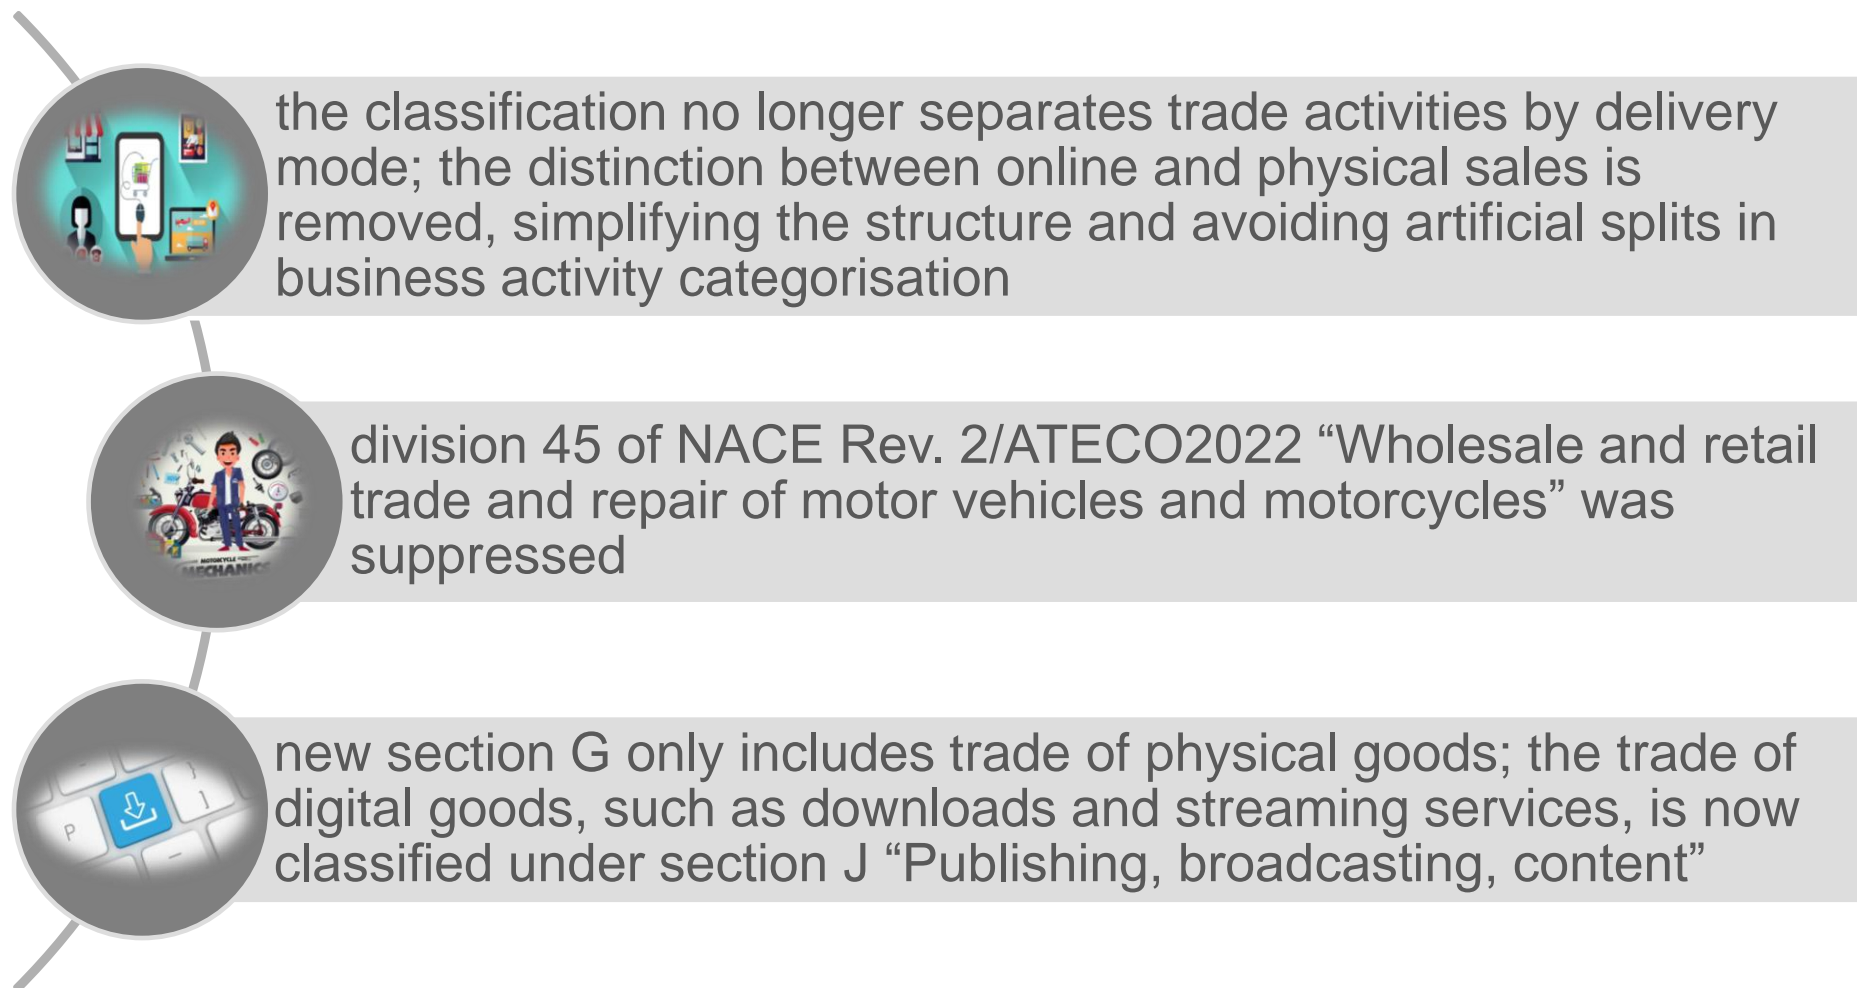 the classification no longer separates trade activities by delivery
mode; the distinction between online and physical sales is
removed, simplifying the structure and avoiding artificial splits in
business activity categorisation
division 45 of NACE Rev. 2/ATECO2022 “Wholesale and retail
trade and repair of motor vehicles and motorcycles” was
suppressed
MOTORCYCLE
MECHANICS
new section G only includes trade of physical goods; the trade of
digital goods, such as downloads and streaming services, is now
classified under section J “Publishing, broadcasting, content”
P